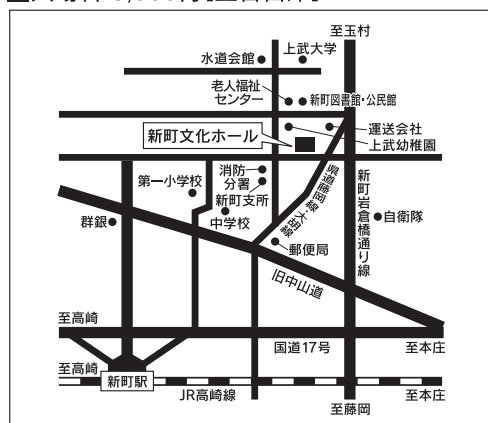 至玉村
水道会館
上武大学
老人福祉
センター
新町図書館・公民館
運送会社
上武幼稚園
新町文化ホール
消防
分署
第一小学校
新町支所
中学校
群銀
県道藤岡線・大胡線
新町岩倉橋通り線
自衛隊
郵便局
旧中山道
至高崎
国道17号
至本庄
至高崎
新町駅
JR高崎線
至本庄
至藤岡